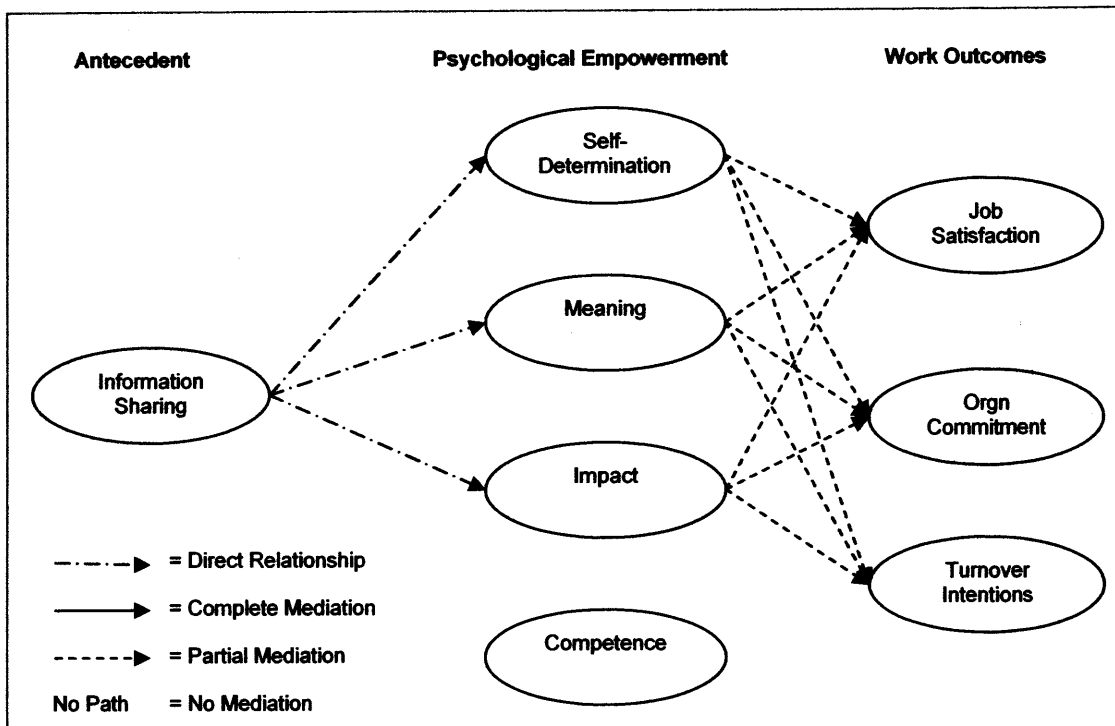 Antecedent
Psychological Empowerment
Work Outcomes
Self-
Determination
Job
Satisfaction
Meaning
Information
Sharing
Orgn
Commitment
Impact
= Direct Relationship
= Complete Mediation
= Partial Mediation
No Path = No Mediation
Turnover
Intentions
Competence